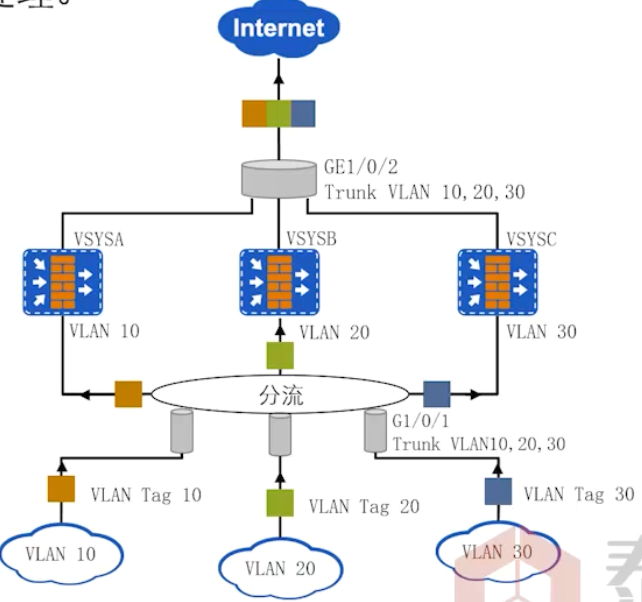 Internet
GE1/0/2
Trunk VLAN 10,20,30
VSYSA
VSYSB
VSYSC
VLAN 10
VLAN 20
VLAN 30
分流
G1/0/1
Trunk VLAN10,20,30
VLAN Tag 10
VLAN Tag 20
VLAN Tag 30
VLAN 10
VLAN 20
VLAN 30